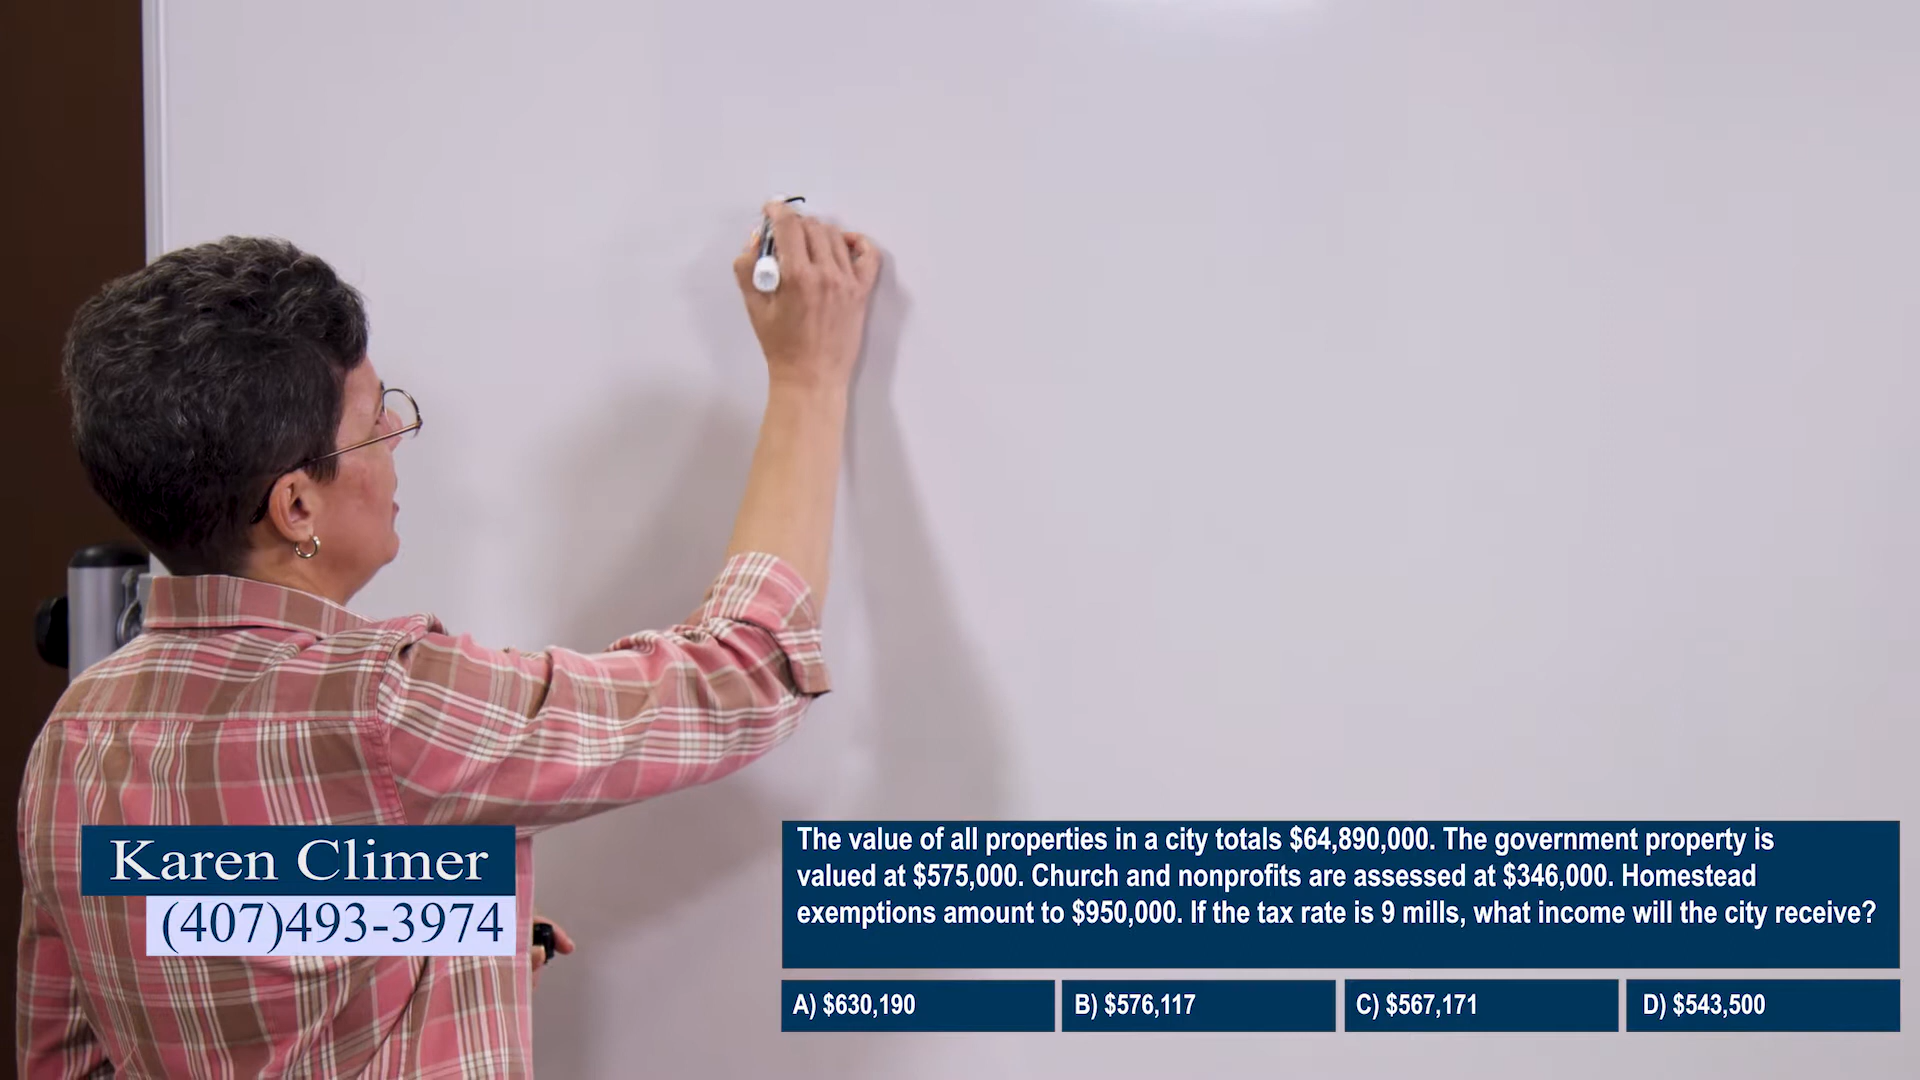 Karen Climer
(407)493-3974
The value of all properties in a city totals $64,890,000. The government property is
valued at $575,000. Church and nonprofits are assessed at $346,000. Homestead
exemptions amount to $950,000. If the tax rate is 9 mills, what income will the city receive?
A) $630,190
B) $576,117
C) $567,171
D) $543,500